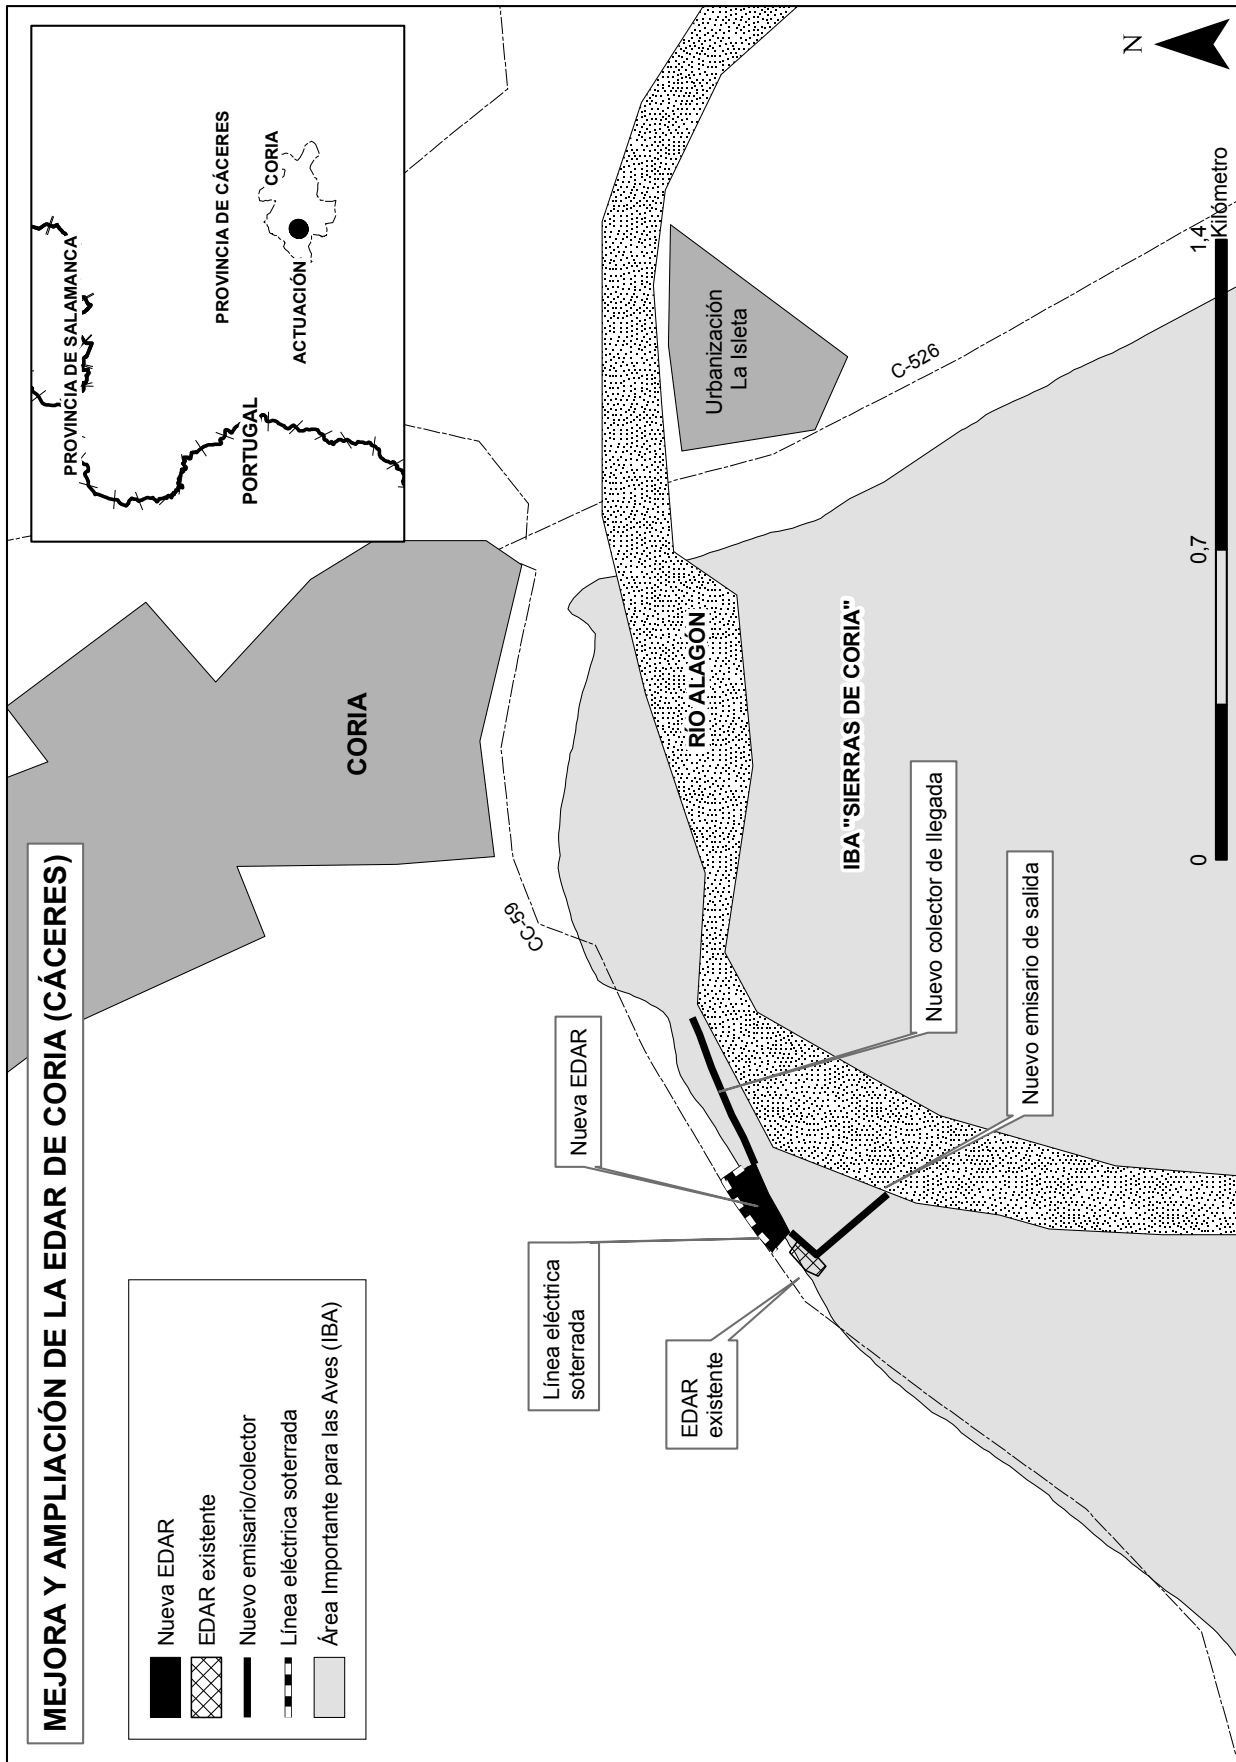 MEJORA Y AMPLIACIÓN DE LA EDAR DE CORIA (CÁCERES)
PROVINCIA DE SALAMANCA
PROVINCIA DE CÁCERES
CORIA
ACTUACIÓN
PORTUGAL
Nueva EDAR
EDAR existente
Nuevo emisario/colector
Línea eléctrica soterrada
Área Importante para las Aves (IBA)
CORIA
CC-59
Nueva EDAR
Línea eléctrica
soterrada
EDAR
existente
RÍO ALAGÓN
Urbanización
La Isleta
C-526
IBA "SIERRAS DE CORIA"
Nuevo colector de llegada
Nuevo emisario de salida
N
0
0,7
1,4
Kilómetro